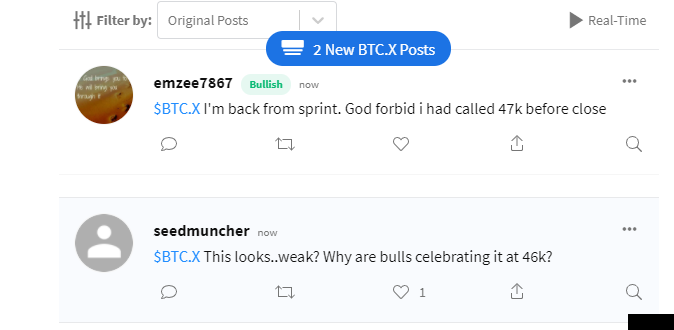 Filter by: Original Posts Real-Time
2 New BTC.X Posts
emzee7867 Bullish now
$BTC.X I'm back from sprint. God forbid i had called 47k before close
seedmuncher now
$BTC.X This looks..weak? Why are bulls celebrating it at 46k?
1